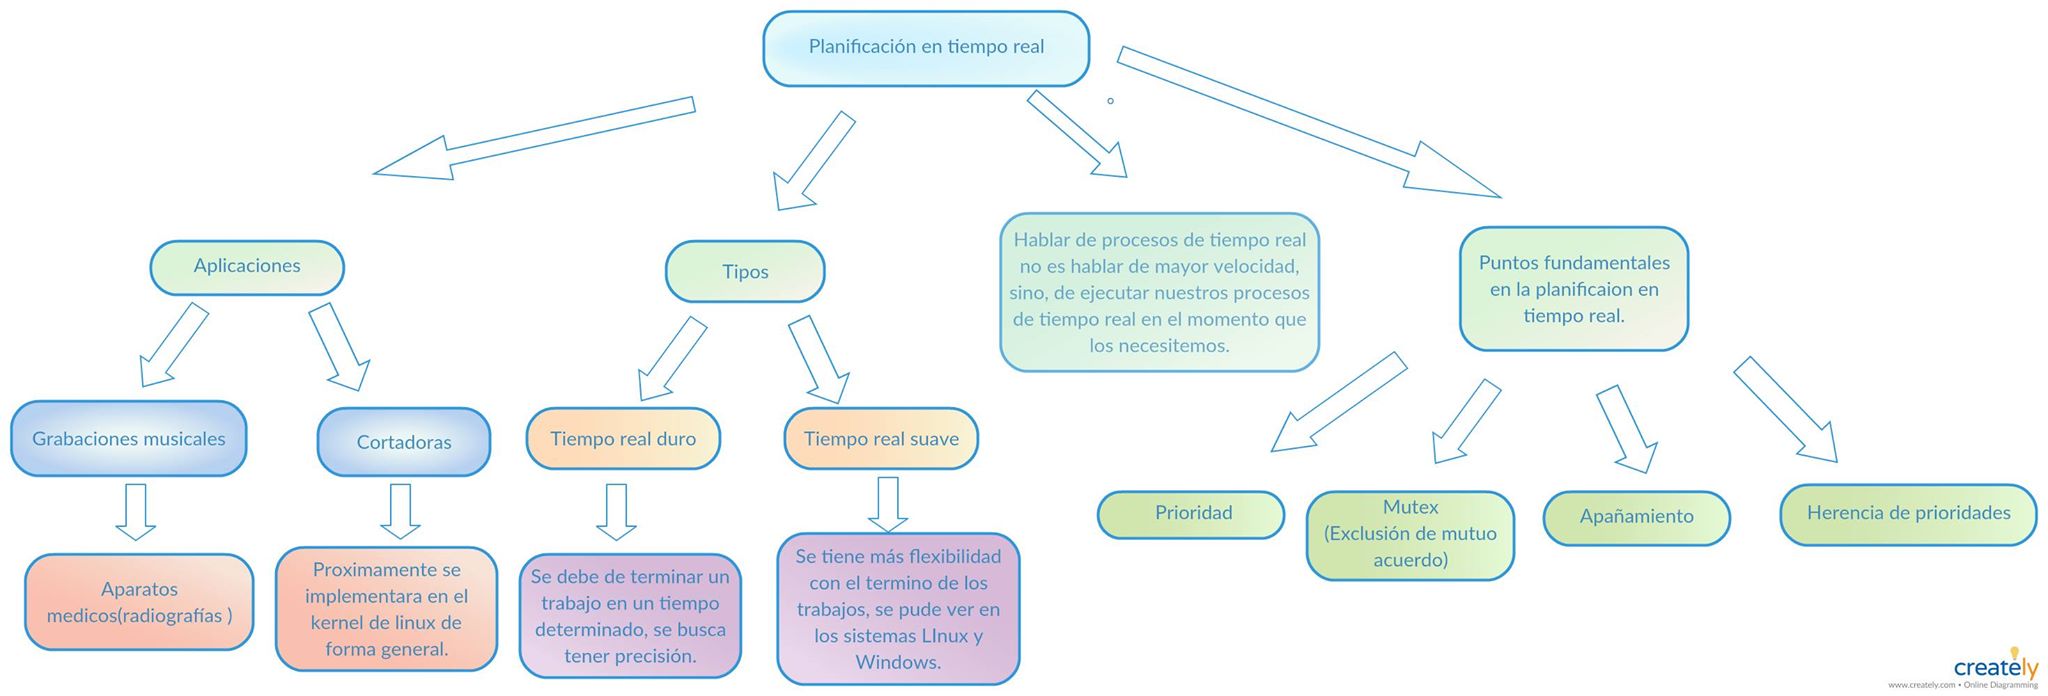 Planificación en tiempo real
Aplicaciones
Tipos
Hablar de procesos de tiempo real
no es hablar de mayor velocidad,
sino, de ejecutar nuestros procesos
de tiempo real en el momento que
los necesitemos.
Puntos fundamentales
en la planificaion en
tiempo real.
Grabaciones musicales
Cortadoras
Tiempo real duro
Tiempo real suave
Prioridad
Mutex
(Exclusión de mutuo
acuerdo)
Apañamiento
Herencia de prioridades
Aparatos
medicos(radiografías )
Proximamente se
implementara en el
kernel de linux de
forma general.
Se debe de terminar un
trabajo en un tiempo
determinado, se busca
tener precisión.
Se tiene más flexibilidad
con el termino de los
trabajos, se pude ver en
los sistemas LInux y
Windows.
creately
www.creately.com • Online Diagramming